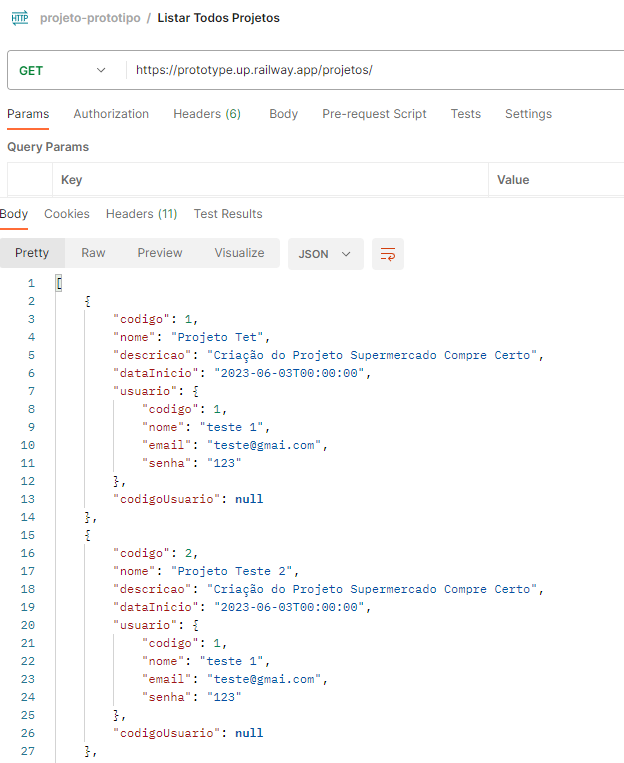 HTTP projeto-prototipo / Listar Todos Projetos
GET https://prototype.up.railway.app/projetos/
Params Authorization Headers (6) Body Pre-request Script Tests Settings
Query Params
Key Value
Body Cookies Headers (11) Test Results
Pretty Raw Preview Visualize JSON
1 [
2 {
3 "codigo": 1,
4 "nome": "Projeto Tet",
5 "descricao": "Criação do Projeto Supermercado Compre Certo",
6 "dataInicio": "2023-06-03T00:00:00",
7 "usuario": {
8 "codigo": 1,
9 "nome": "teste 1",
10 "email": "teste@gmai.com",
11 "senha": "123"
12 },
13 "codigoUsuario": null
14 },
15 {
16 "codigo": 2,
17 "nome": "Projeto Teste 2",
18 "descricao": "Criação do Projeto Supermercado Compre Certo",
19 "dataInicio": "2023-06-03T00:00:00",
20 "usuario": {
21 "codigo": 1,
22 "nome": "teste 1",
23 "email": "teste@gmai.com",
24 "senha": "123"
25 },
26 "codigoUsuario": null
27 },